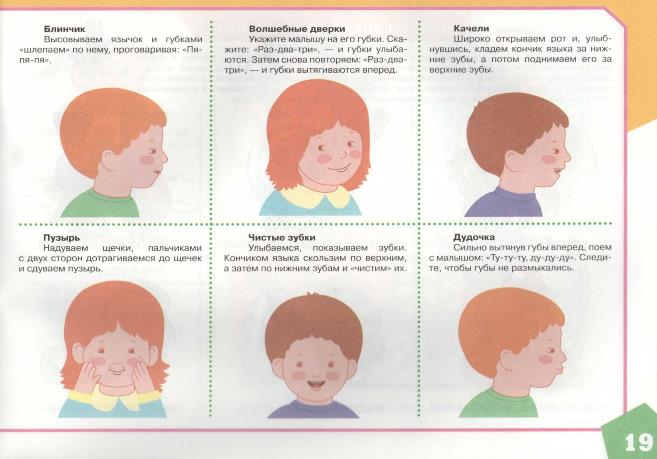 Блинчик
Высовываем язычок и губками
«шлепаем» по нему, проговаривая: «Пя-
пя-пя».
Волшебные дверки
Укажите малышу на его губки. Ска-
жите: «Раз-два-три», — и губки улыба-
ются. Затем снова повторяем: «Раз-два-
три», — и губки вытягиваются вперед.
Качели
Широко открываем рот и, улыб-
нувшись, кладем кончик языка за ниж-
ние зубы, а потом поднимаем его за
верхние зубы.
Пузырь
Надуваем щечки, пальчиками
с двух сторон дотрагиваемся до щечек
и сдуваем пузырь.
Чистые зубки
Улыбаемся, показываем зубки.
Кончиком языка скользим по верхним,
а затем по нижним зубам и «чистим» их.
Дудочка
Сильно вытянув губы вперед, поем
с малышом: «Ту-ту-ту, ду-ду-ду». Следи-
те, чтобы губы не размыкались.
19